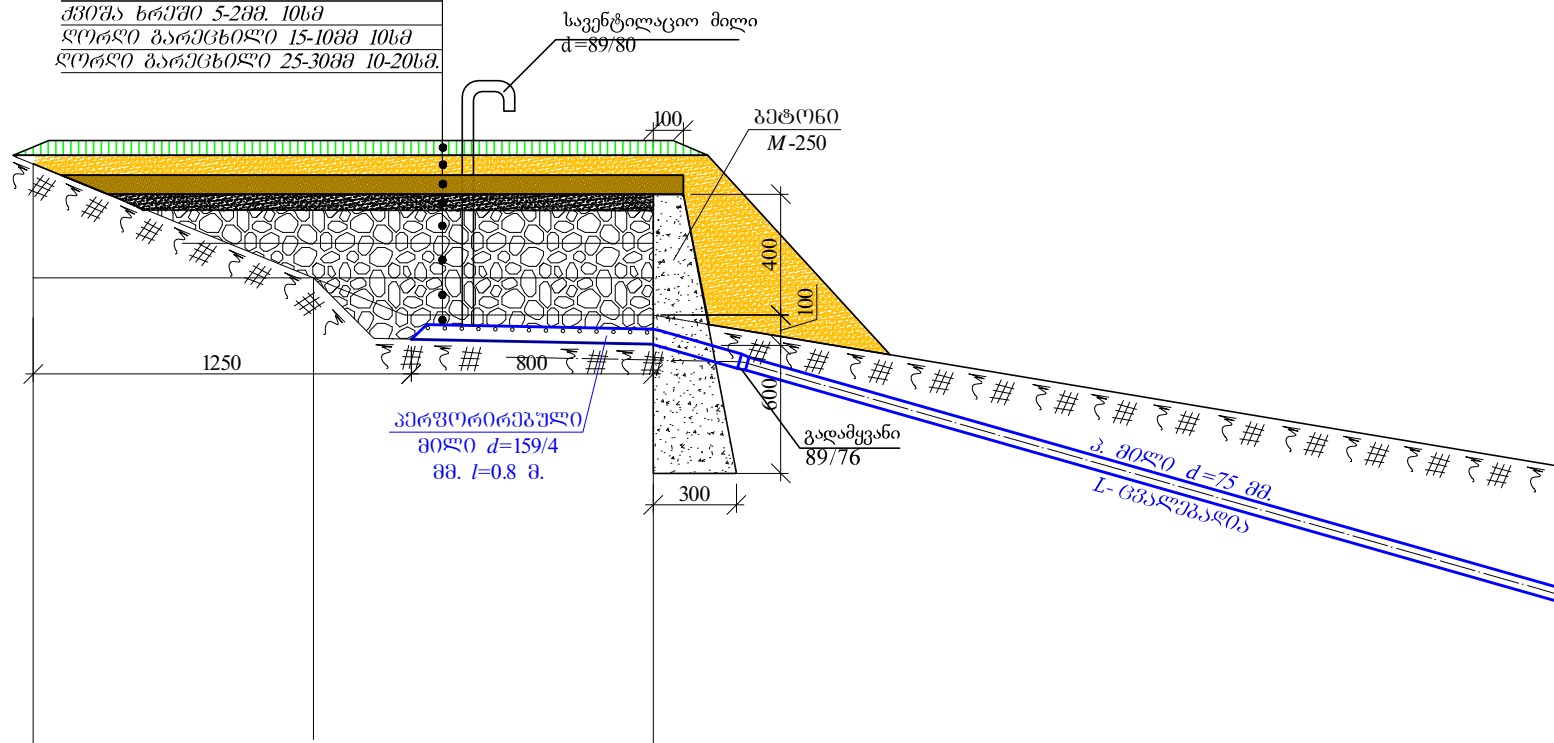 ქვიშა ხრეში 5-2მმ. 10სმ
ღორღი გარეცხილი 15-10მმ 10სმ
ღორღი გარეცხილი 25-30მმ 10-20სმ.
სავენტილაციო მილი
d=89/80
100
ბეტონი
M-250
400
100
1250
800
600
პერფორირებული
მილი d=159/4
მმ. l=0.8 მ.
გადამყვანი
89/76
300
პ. მილი d=75 მმ.
L- ცვალებადია